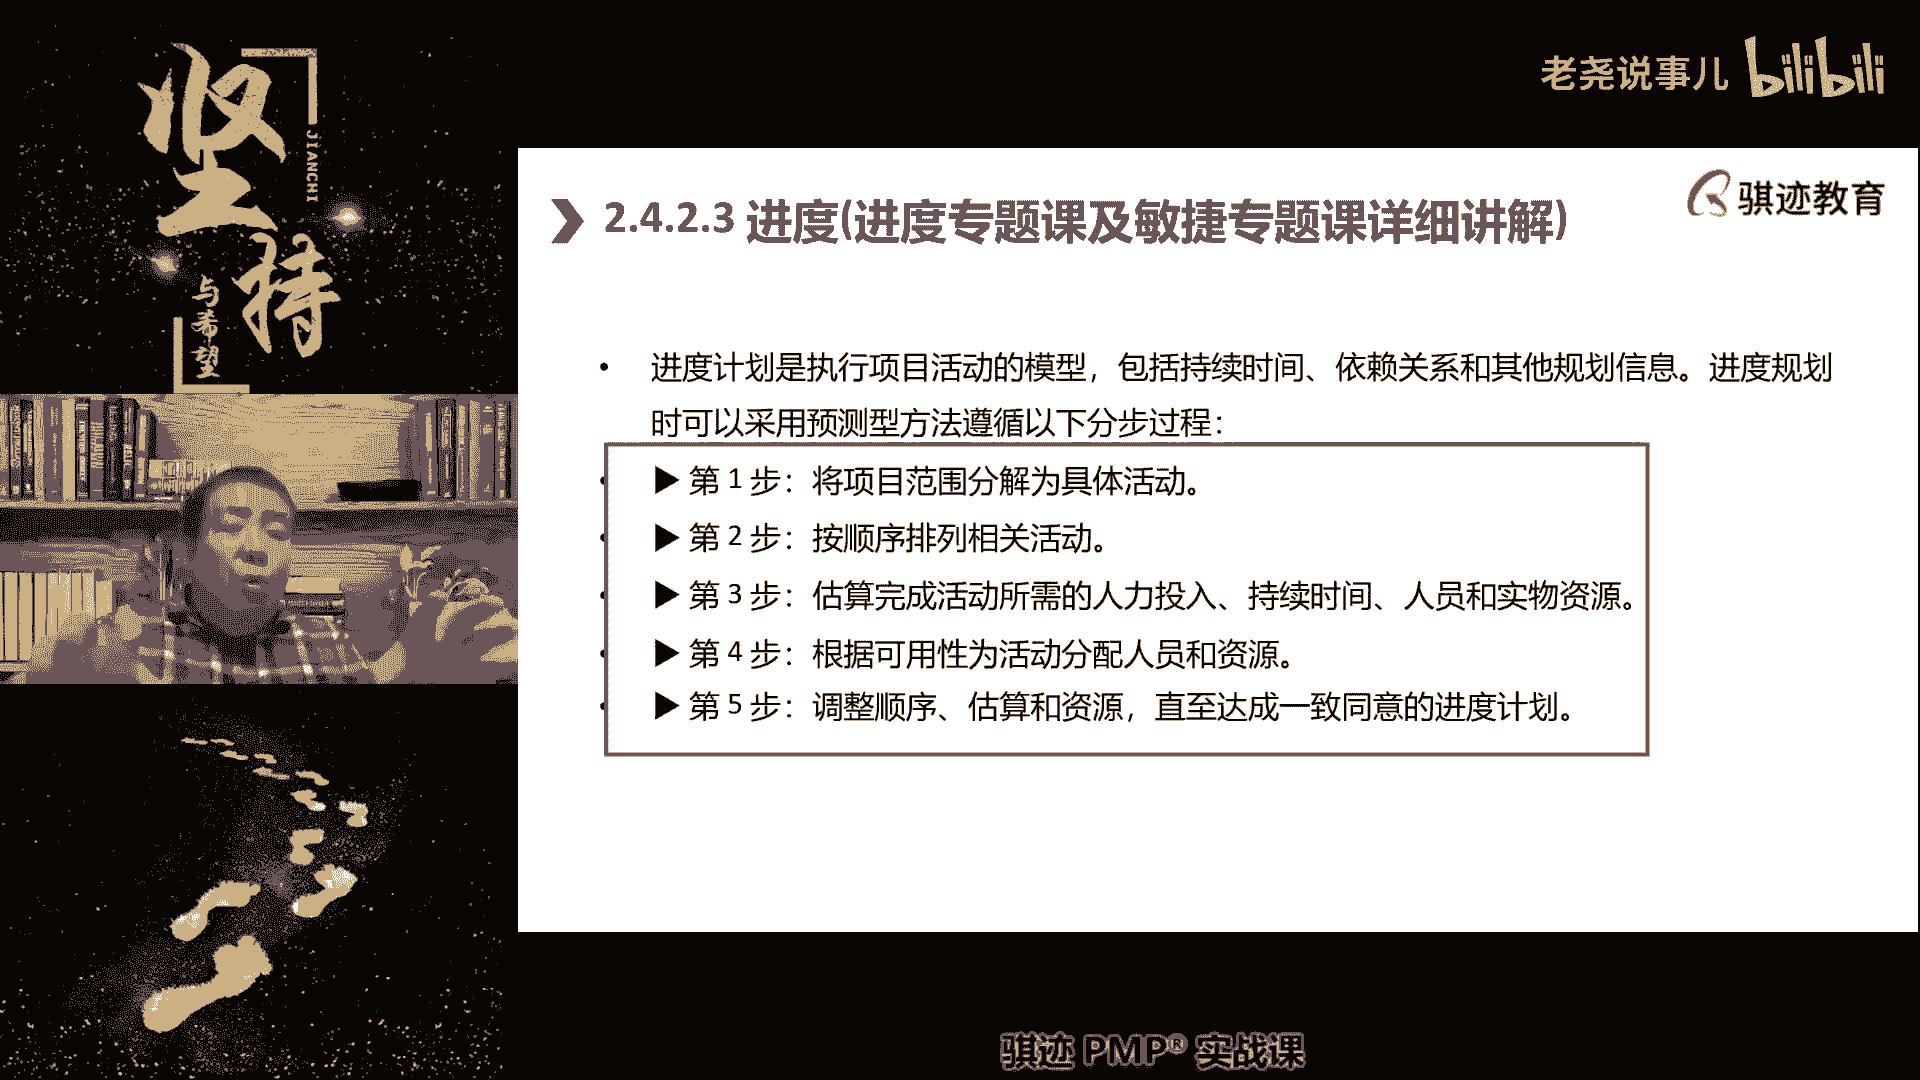 坚持
JIANCHI
与希望
老尧说事儿 bilibili
骐迹教育
2.4.2.3 进度(进度专题课及敏捷专题课详细讲解)
• 进度计划是执行项目活动的模型，包括持续时间、依赖关系和其他规划信息。进度规划
时可以采用预测型方法遵循以下分步过程：
▶ 第 1 步：将项目范围分解为具体活动。
▶ 第 2 步：按顺序排列相关活动。
▶ 第 3 步：估算完成活动所需的人力投入、持续时间、人员和实物资源。
▶ 第 4 步：根据可用性为活动分配人员和资源。
▶ 第 5 步：调整顺序、估算和资源，直至达成一致同意的进度计划。
骐迹 PMP® 实战课